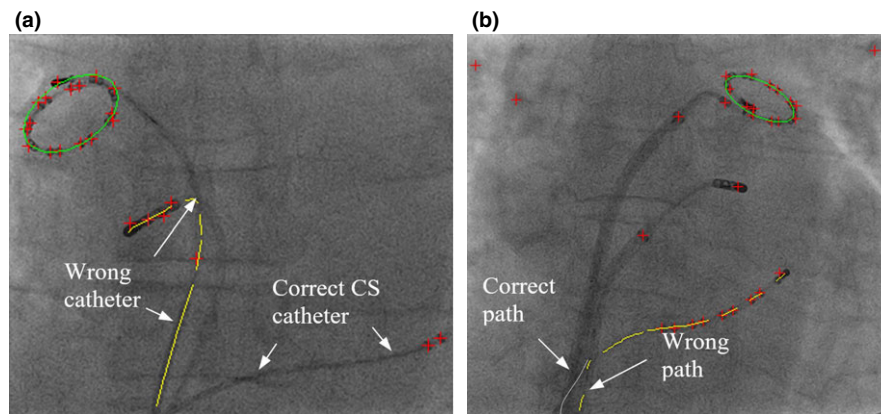 (a)
(b)
Wrong
catheter
Correct CS
catheter
Correct
path
Wrong
path